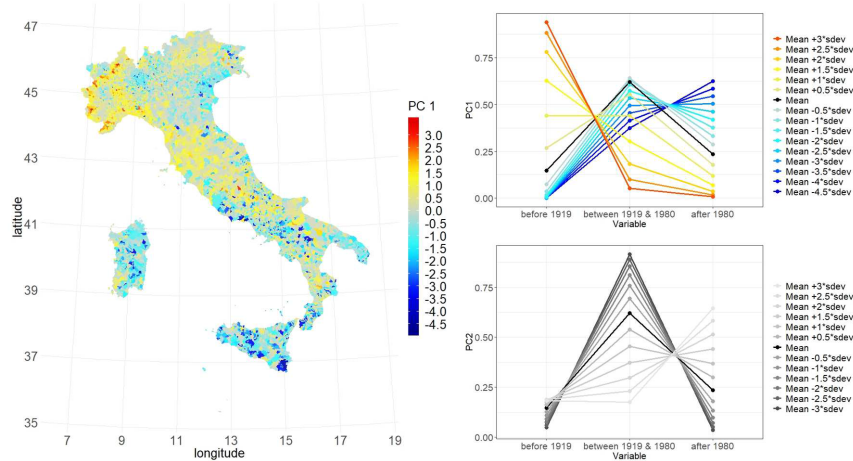 47
45
43
41
39
37
35
latitude
7
9
11
13
15
17
19
longitude
PC 1
3.0
2.5
2.0
1.5
1.0
0.5
0.0
-0.5
-1.0
-1.5
-2.0
-2.5
-3.0
-3.5
-4.0
-4.5
PC1
0.75
0.50
0.25
0.00
before 1919
between 1919 & 1980
after 1980
Variable
Mean +3*sdev
Mean +2.5*sdev
Mean +2*sdev
Mean +1.5*sdev
Mean +1*sdev
Mean +0.5*sdev
Mean
Mean -0.5*sdev
Mean -1*sdev
Mean -1.5*sdev
Mean -2*sdev
Mean -2.5*sdev
Mean -3*sdev
Mean -3.5*sdev
Mean -4*sdev
Mean -4.5*sdev
PC2
0.75
0.50
0.25
0.00
before 1919
between 1919 & 1980
after 1980
Variable
Mean +3*sdev
Mean +2.5*sdev
Mean +2*sdev
Mean +1.5*sdev
Mean +1*sdev
Mean +0.5*sdev
Mean
Mean -0.5*sdev
Mean -1*sdev
Mean -1.5*sdev
Mean -2*sdev
Mean -2.5*sdev
Mean -3*sdev